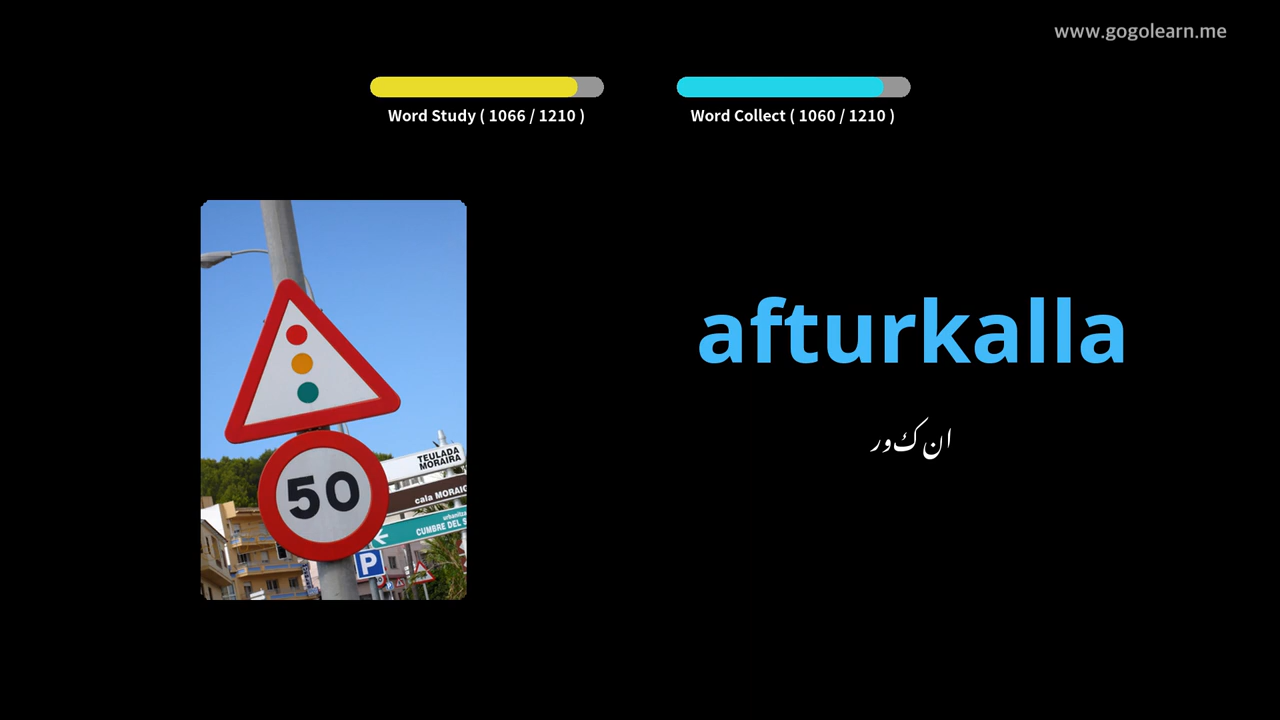 www.gogolearn.me
Word Study ( 1066 / 1210 )
Word Collect ( 1060 / 1210 )
afturkalla
ان کور
50
TEULADA
MORAIRA
cala MORAIG
urbanitza
CUMBRE DEL S
P